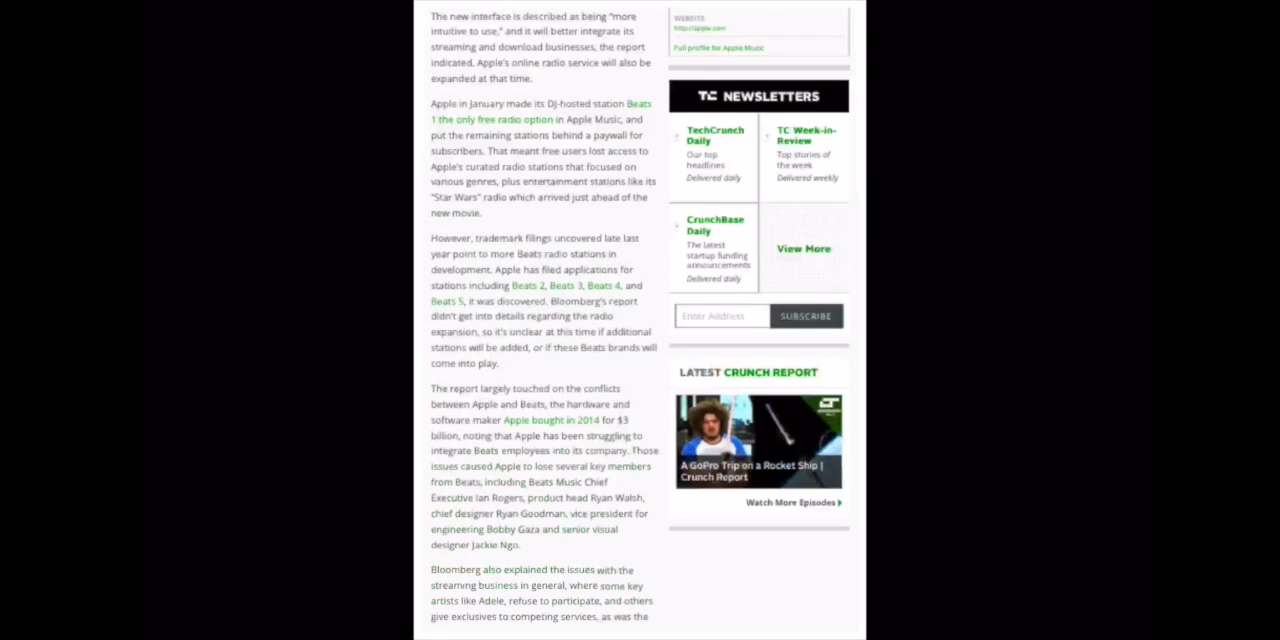 The new interface is described as being "more
intuitive to use," and it will better integrate its
streaming and download businesses, the report
indicated. Apple's online radio service will also be
expanded at that time.
Apple in January made its DJ-hosted station Beats
1 the only free radio option in Apple Music, and
put the remaining stations behind a paywall for
subscribers. That meant free users lost access to
Apple's curated radio stations that focused on
various genres, plus entertainment stations like its
"Star Wars" radio which arrived just ahead of the
new movie.
However, trademark filings uncovered late last
year point to more Beats radio stations in
development. Apple has filed applications for
stations including Beats 2, Beats 3, Beats 4, and
Beats 5, it was discovered. Bloomberg's report
didn't get into details regarding the radio
expansion, so it's unclear at this time if additional
stations will be added, or if these Beats brands will
come into play.
The report largely touched on the conflicts
between Apple and Beats, the hardware and
software maker Apple bought in 2014 for $3
billion, noting that Apple has been struggling to
integrate Beats employees into its company. Those
issues caused Apple to lose several key members
from Beats, including Beats Music Chief
Executive Ian Rogers, product head Ryan Walsh,
chief designer Ryan Goodman, vice president for
engineering Bobby Gaza and senior visual
designer Jackie Ngo.
Bloomberg also explained the issues with the
streaming business in general, where some key
artists like Adele, refuse to participate, and others
give exclusives to competing services, as was the
WEBSITE
http://apple.com
Full profile for Apple Music
TC NEWSLETTERS
TechCrunch
Daily
Our top
headlines
Delivered daily
TC Week-in-
Review
Top stories of
the week
Delivered weekly
CrunchBase
Daily
The latest
startup funding
announcements
Delivered daily
View More
Enter Address
SUBSCRIBE
LATEST CRUNCH REPORT
A GoPro Trip on a Rocket Ship |
Crunch Report
Watch More Episodes